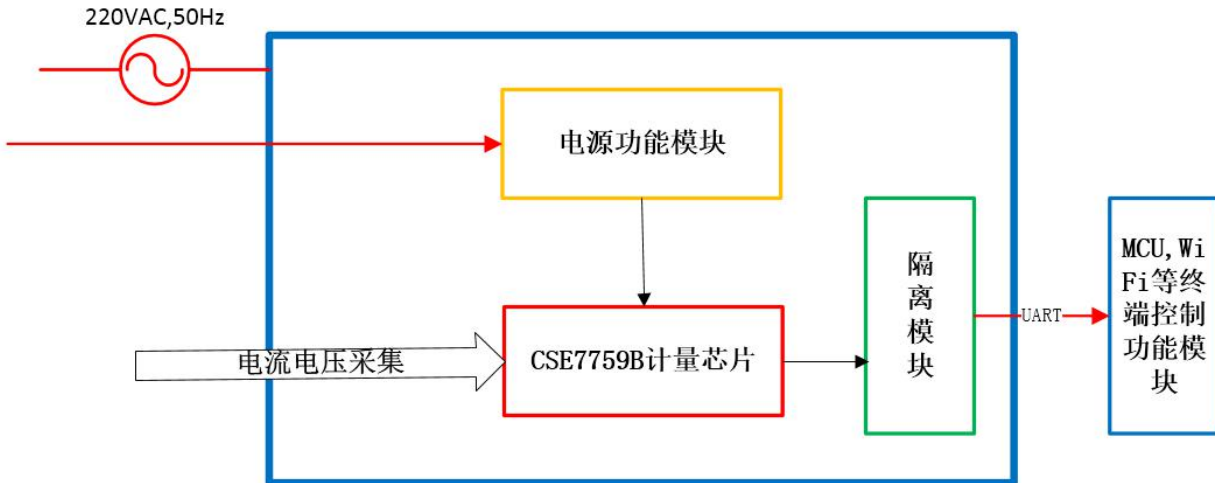 220VAC,50Hz
电源功能模块
电流电压采集
CSE7759B计量芯片
隔
离
模
块
UART
MCU,Wi
Fi等终
端控制
功能模
块